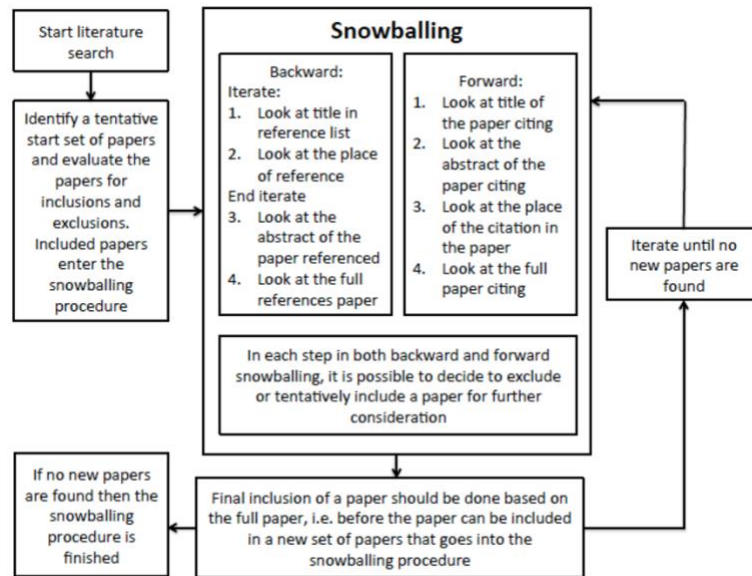 Start literature
search
Identify a tentative
start set of papers
and evaluate the
papers for
inclusions and
exclusions.
Included papers
enter the
snowballing
procedure
Snowballing
Backward:
Iterate:
1. Look at title in
reference list
2. Look at the place
of reference
End iterate
3. Look at the
abstract of the
paper referenced
4. Look at the full
references paper
Forward:
1. Look at title of
the paper citing
2. Look at the
abstract of the
paper citing
3. Look at the place
of the citation in
the paper
4. Look at the full
paper citing
In each step in both backward and forward
snowballing, it is possible to decide to exclude
or tentatively include a paper for further
consideration
Iterate until no
new papers are
found
Final inclusion of a paper should be done based on
the full paper, i.e. before the paper can be included
in a new set of papers that goes into the
snowballing procedure
If no new papers
are found then the
snowballing
procedure is
finished